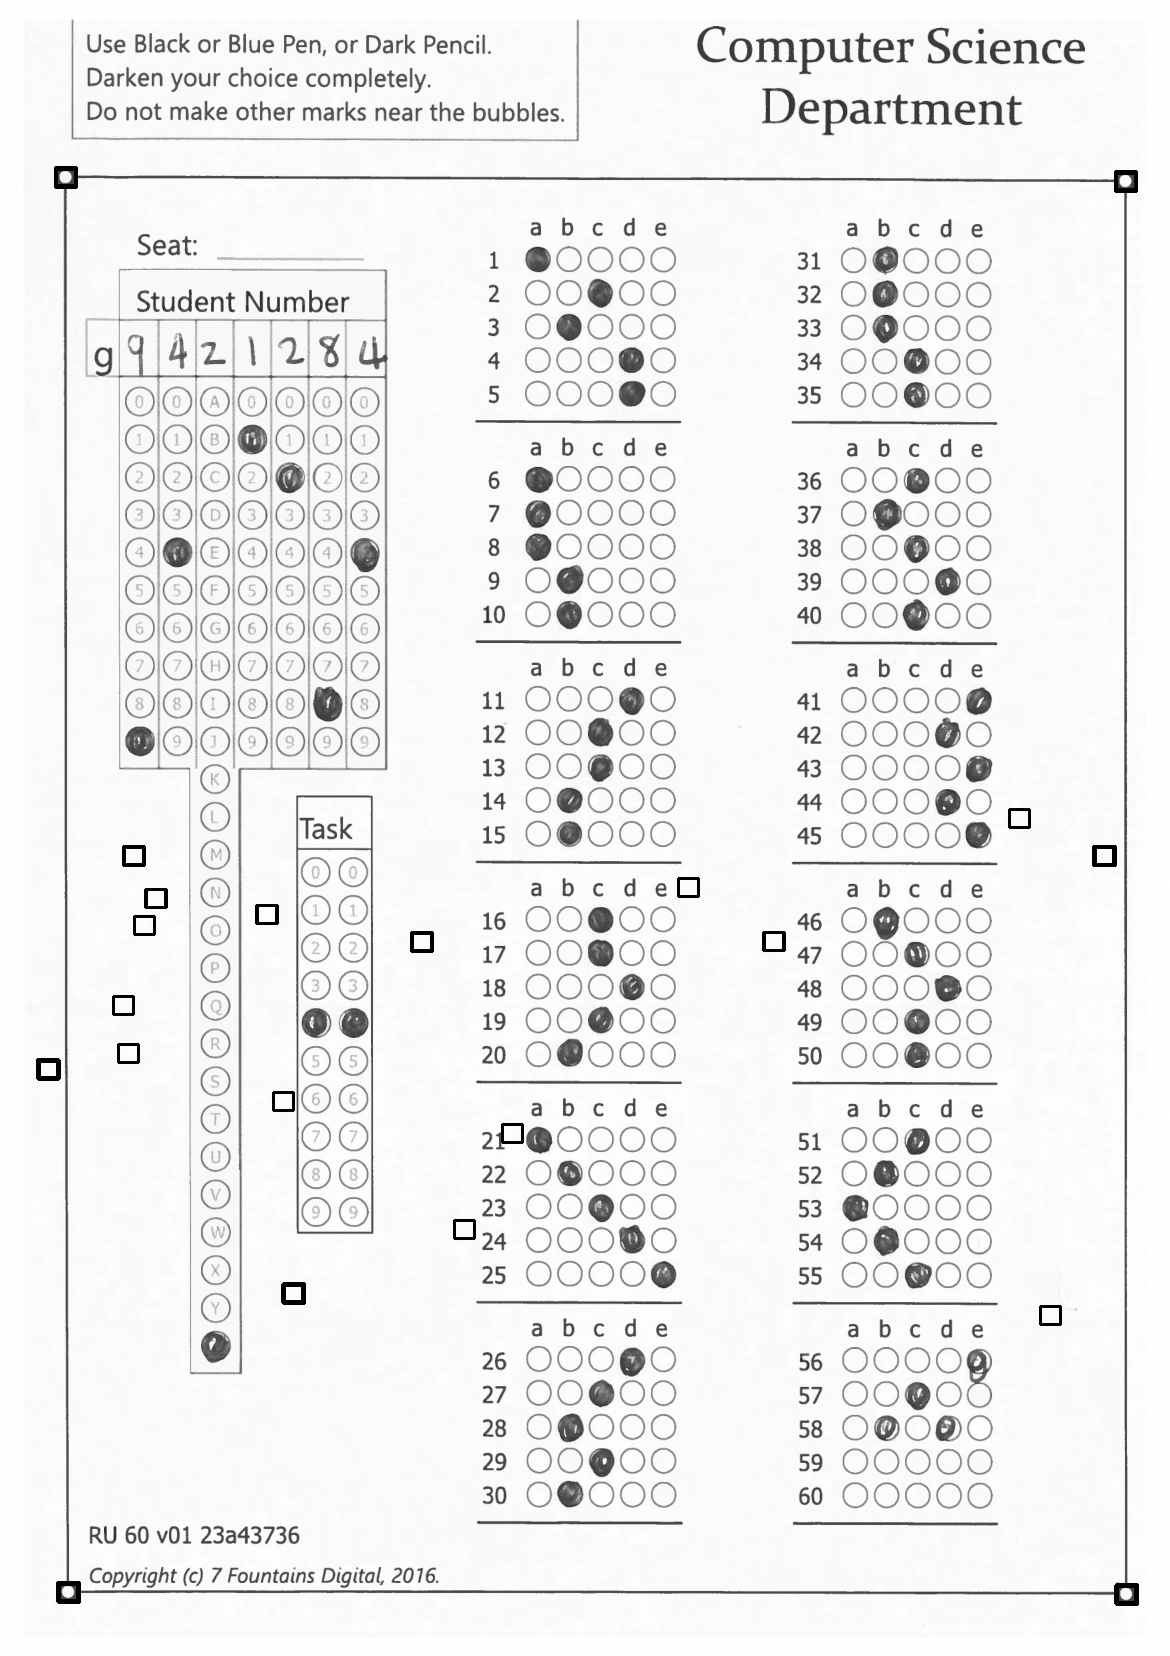 Use Black or Blue Pen, or Dark Pencil.
Darken your choice completely.
Do not make other marks near the bubbles.
Computer Science
Department
Seat:
Student Number
g 9 4 z 1 2 8 4
0 0 A 0 0 0 0
1 1 B 1 1 1
2 2 C 2 2 2
3 3 D 3 3 3 3
4 E 4 4 4
5 5 F 5 5 5 5
6 6 G 6 6 6 6
7 7 H 7 7 7 7
8 8 I 8 8 8
9 J 9 9 9 9
K
L
M
N
O
P
Q
R
S
T
U
V
W
X
Y
Task
0 0
1 1
2 2
3 3
5 5
6 6
7 7
8 8
9 9
a b c d e
1
2
3
4
5
a b c d e
6
7
8
9
10
a b c d e
11
12
13
14
15
a b c d e
16
17
18
19
20
a b c d e
21
22
23
24
25
a b c d e
26
27
28
29
30
a b c d e
31
32
33
34
35
a b c d e
36
37
38
39
40
a b c d e
41
42
43
44
45
a b c d e
46
47
48
49
50
a b c d e
51
52
53
54
55
a b c d e
56
57
58
59
60
RU 60 v01 23a43736
Copyright (c) 7 Fountains Digital, 2016.